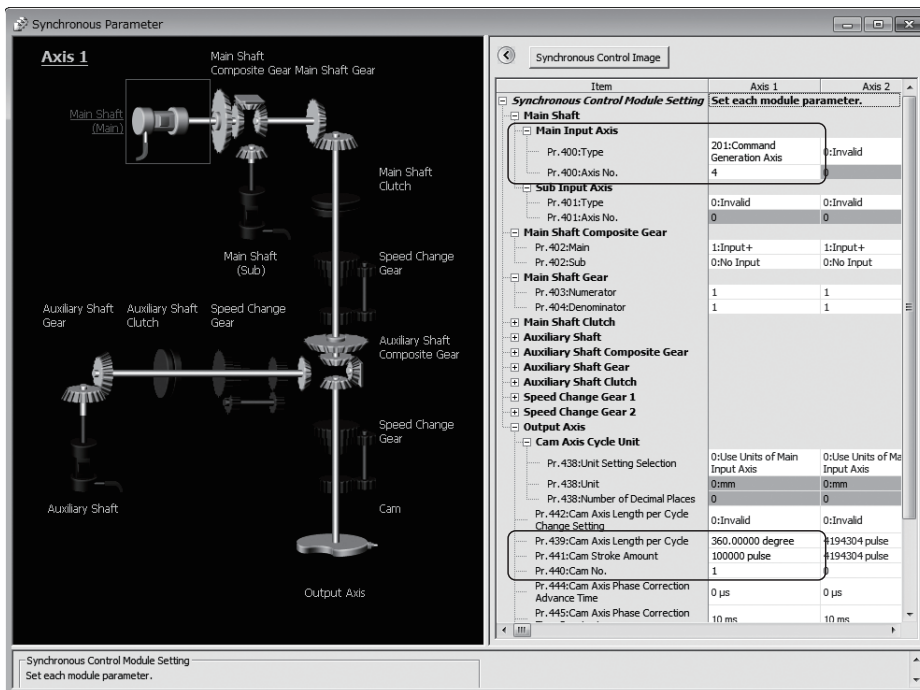 Synchronous Parameter
Axis 1
Main Shaft
Composite Gear Main Shaft Gear
Main Shaft
(Main)
Main Shaft
Clutch
Main Shaft
(Sub)
Speed Change
Gear
Auxiliary Shaft
Gear
Auxiliary Shaft
Clutch
Speed Change
Gear
Auxiliary Shaft
Composite Gear
Speed Change
Gear
Auxiliary Shaft
Cam
Output Axis
Synchronous Control Image
Item Axis 1 Axis 2
Synchronous Control Module Setting Set each module parameter.
Main Shaft
Main Input Axis
Pr.400:Type 201:Command Generation Axis 0:Invalid
Pr.400:Axis No. 4 0
Sub Input Axis
Pr.401:Type 0:Invalid 0:Invalid
Pr.401:Axis No. 0 0
Main Shaft Composite Gear
Pr.402:Main 1:Input+ 1:Input+
Pr.402:Sub 0:No Input 0:No Input
Main Shaft Gear
Pr.403:Numerator 1 1
Pr.404:Denominator 1 1
Main Shaft Clutch
Auxiliary Shaft
Auxiliary Shaft Composite Gear
Auxiliary Shaft Gear
Auxiliary Shaft Clutch
Speed Change Gear 1
Speed Change Gear 2
Output Axis
Cam Axis Cycle Unit
Pr.438:Unit Setting Selection 0:Use Units of Main Input Axis 0:Use Units of Ma Input Axis
Pr.438:Unit 0:mm 0:mm
Pr.438:Number of Decimal Places 0 0
Pr.442:Cam Axis Length per Cycle Change Setting 0:Invalid 0:Invalid
Pr.439:Cam Axis Length per Cycle 360.00000 degree 4194304 pulse
Pr.441:Cam Stroke Amount 100000 pulse 4194304 pulse
Pr.440:Cam No. 1 0
Pr.444:Cam Axis Phase Correction Advance Time 0 µs 0 µs
Pr.445:Cam Axis Phase Correction 10 ms 10 ms
Synchronous Control Module Setting
Set each module parameter.